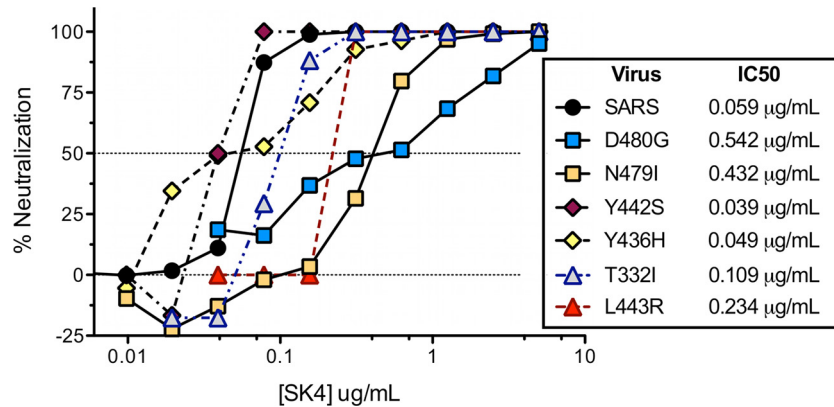 % Neutralization
100
75
50
25
0
-25
0.01
0.1
1
10
[SK4] ug/mL
Virus IC50
SARS 0.059 μg/mL
D480G 0.542 μg/mL
N479I 0.432 μg/mL
Y442S 0.039 μg/mL
Y436H 0.049 μg/mL
T332I 0.109 μg/mL
L443R 0.234 μg/mL